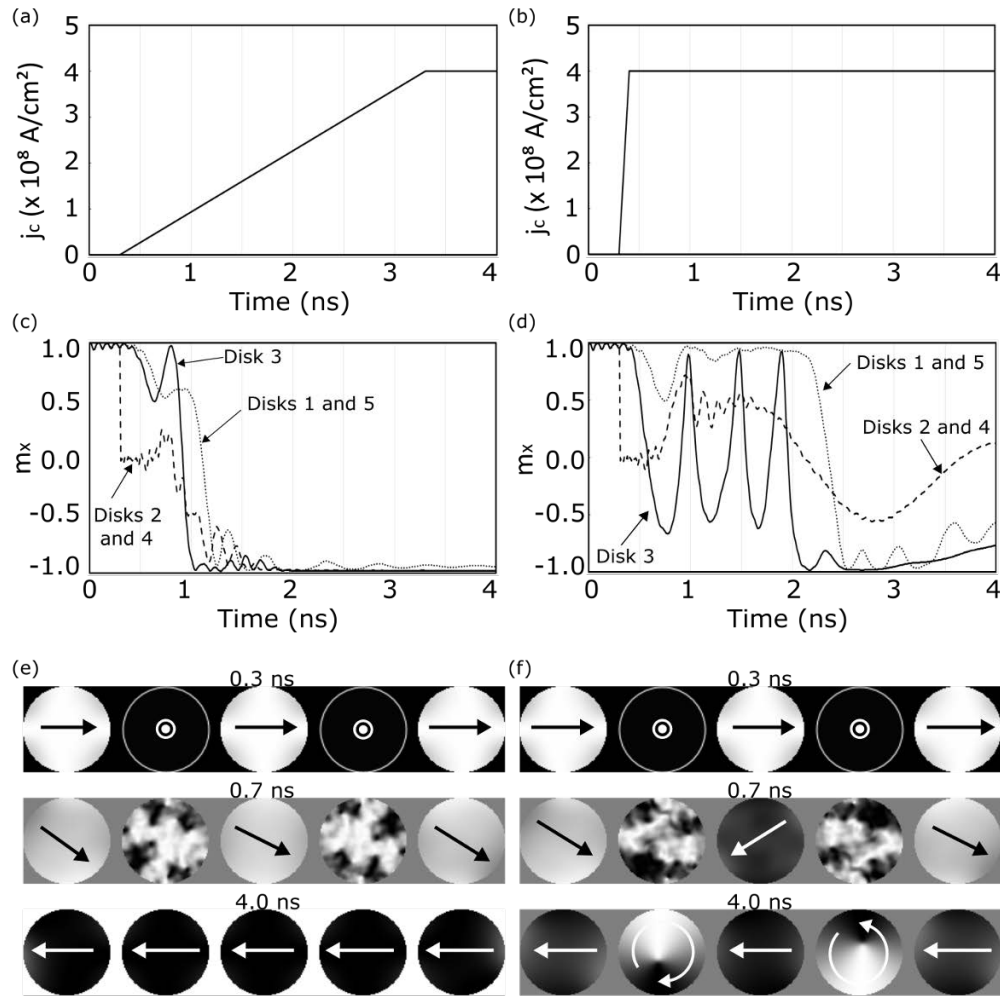 (a)
5
4
3
2
1
0
j꜀ (x 10⁸ A/cm²)
0 1 2 3 4
Time (ns)
(b)
5
4
3
2
1
0
j꜀ (x 10⁸ A/cm²)
0 1 2 3 4
Time (ns)
(c)
1.0
0.5
0.0
-0.5
-1.0
mₓ
Disk 3
Disks 1 and 5
Disks 2
and 4
0 1 2 3 4
Time (ns)
(d)
1.0
0.5
0.0
-0.5
-1.0
mₓ
Disks 1 and 5
Disks 2 and 4
Disk 3
0 1 2 3 4
Time (ns)
(e)
0.3 ns
0.7 ns
4.0 ns
(f)
0.3 ns
0.7 ns
4.0 ns